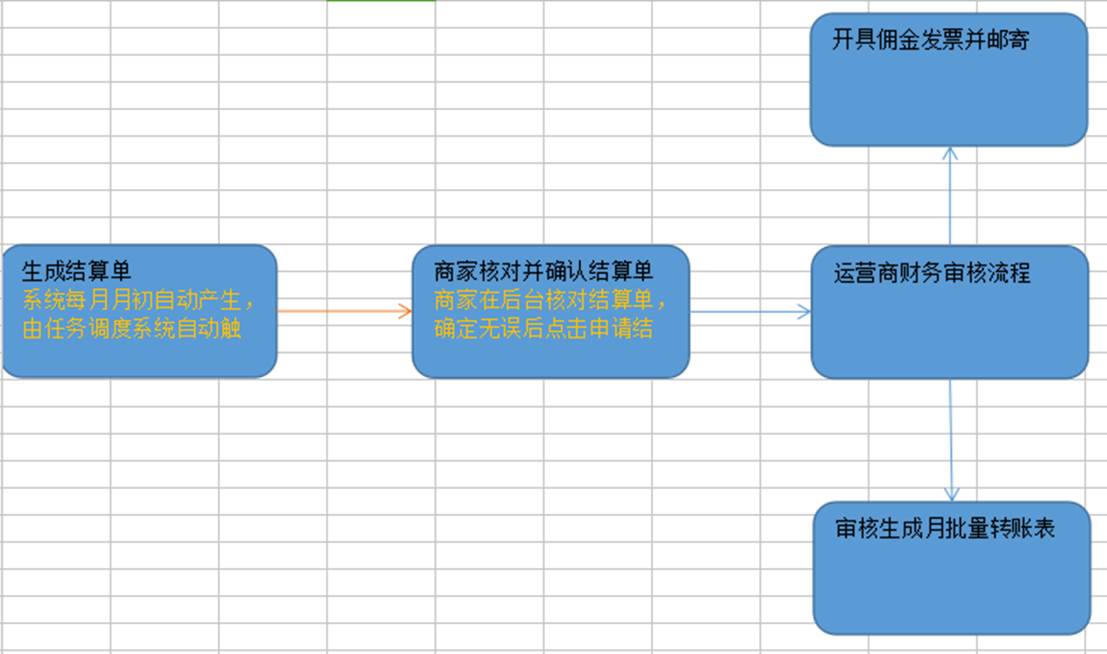 开具佣金发票并邮寄
生成结算单
系统每月月初自动产生，
由任务调度系统自动触
商家核对并确认结算单
商家在后台核对结算单，
确定无误后点击申请结
运营商财务审核流程
审核生成月批量转账表